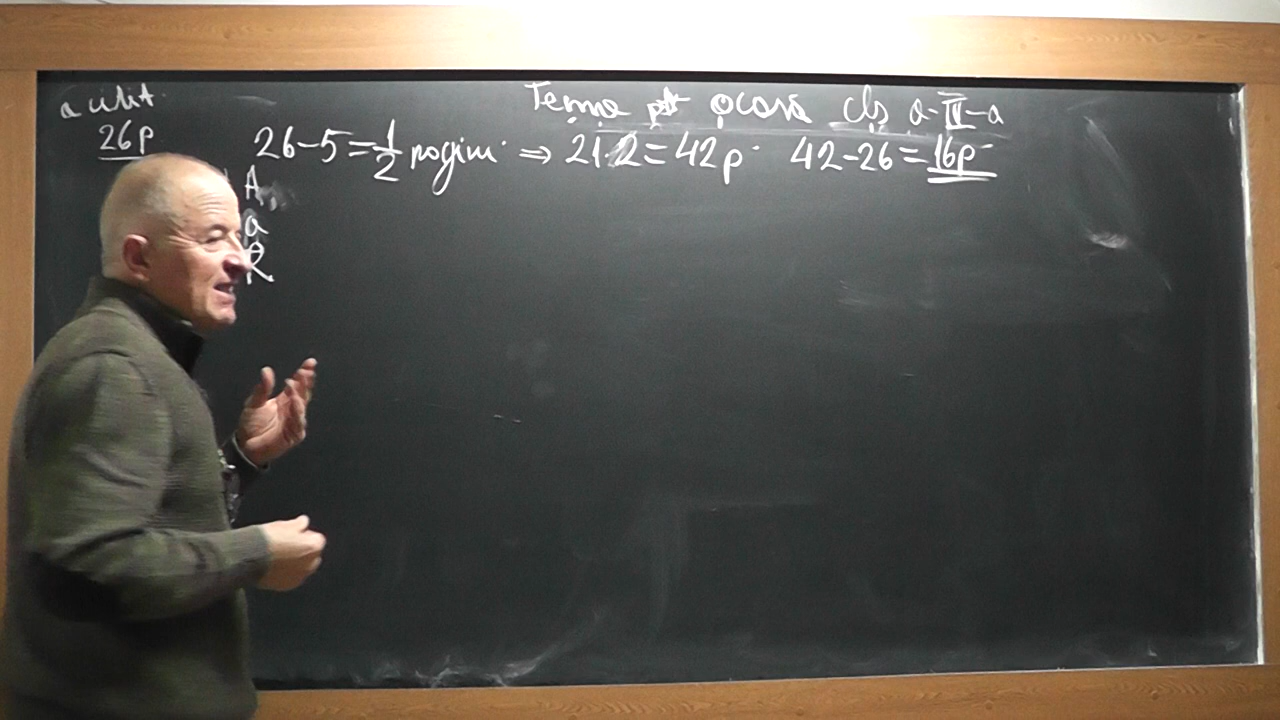 Tema pt acasă cls a-IV-a
a citit
26p
26-5=1/2 pagini ⇒ 21·2=42p 42-26=16p
A
a
R